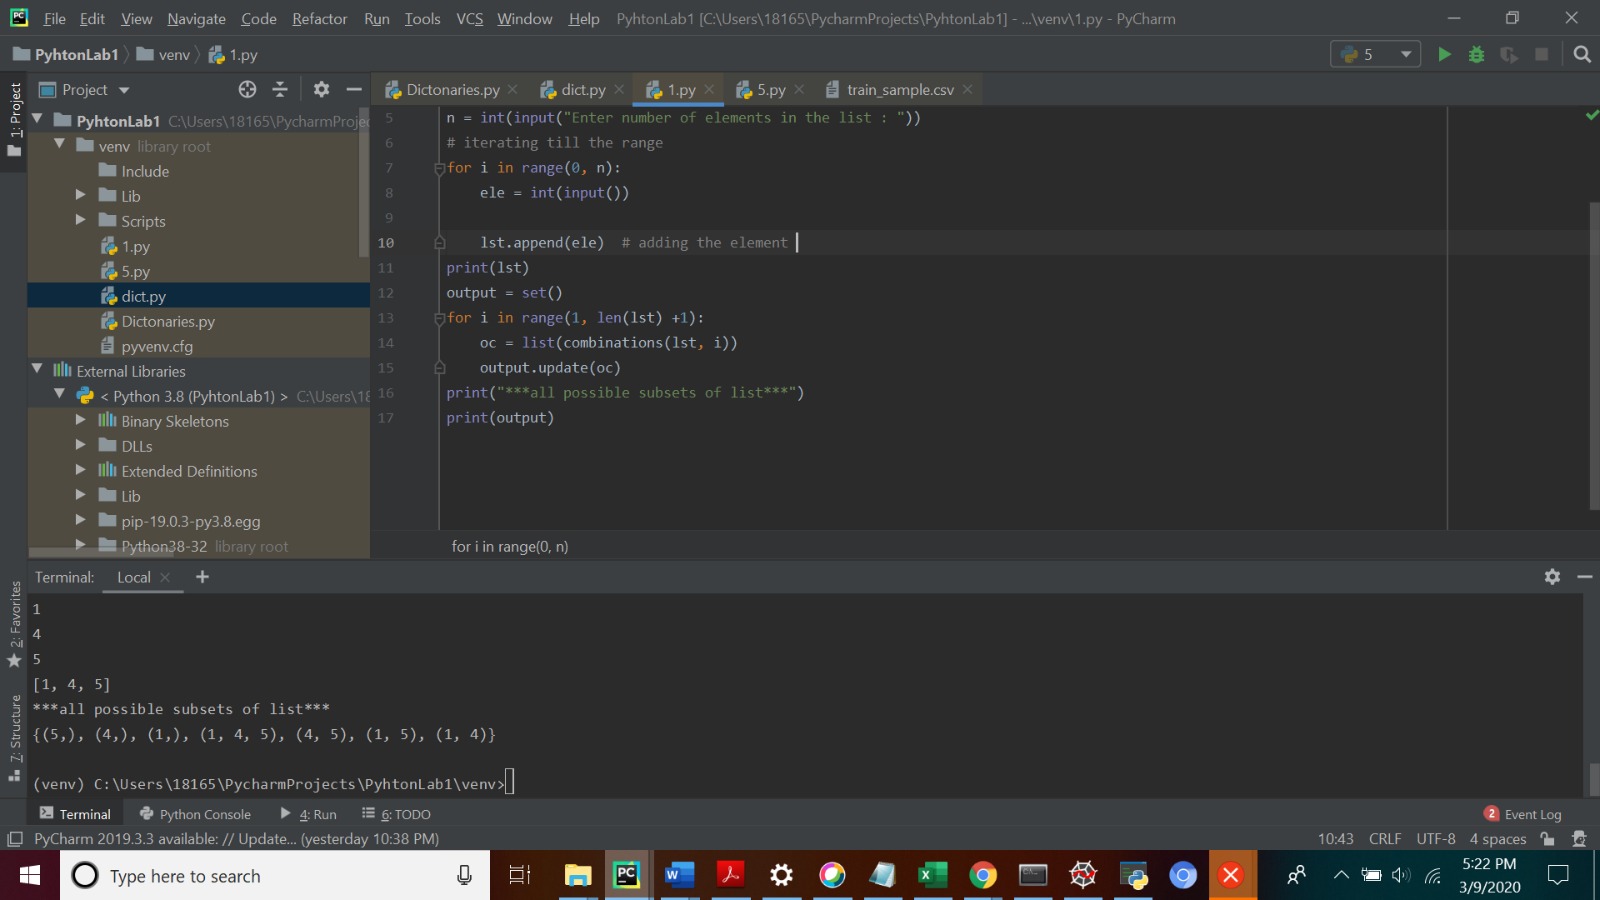 PC File Edit View Navigate Code Refactor Run Tools VCS Window Help PyhtonLab1 [C:\Users\18165\PycharmProjects\PyhtonLab1] - ...\venv\1.py - PyCharm
PyhtonLab1 venv 1.py 5
1: Project
Project
Dictonaries.py dict.py 1.py 5.py train_sample.csv
PyhtonLab1 C:\Users\18165\PycharmProjec
venv library root
Include
Lib
Scripts
1.py
5.py
dict.py
Dictonaries.py
pyvenv.cfg
External Libraries
< Python 3.8 (PyhtonLab1) > C:\Users\18
Binary Skeletons
DLLs
Extended Definitions
Lib
pip-19.0.3-py3.8.egg
Python38-32 library root
5 n = int(input("Enter number of elements in the list : "))
6 # iterating till the range
7 for i in range(0, n):
8 ele = int(input())
9
10 lst.append(ele) # adding the element
11 print(lst)
12 output = set()
13 for i in range(1, len(lst) +1):
14 oc = list(combinations(lst, i))
15 output.update(oc)
16 print("***all possible subsets of list***")
17 print(output)
for i in range(0, n)
2: Favorites
7: Structure
Terminal: Local +
1
4
5
[1, 4, 5]
***all possible subsets of list***
{(5,), (4,), (1,), (1, 4, 5), (4, 5), (1, 5), (1, 4)}
(venv) C:\Users\18165\PycharmProjects\PyhtonLab1\venv>
Terminal Python Console 4: Run 6: TODO 2 Event Log
PyCharm 2019.3.3 available: // Update... (yesterday 10:38 PM) 10:43 CRLF UTF-8 4 spaces
Type here to search
PC
W
X
5:22 PM
3/9/2020